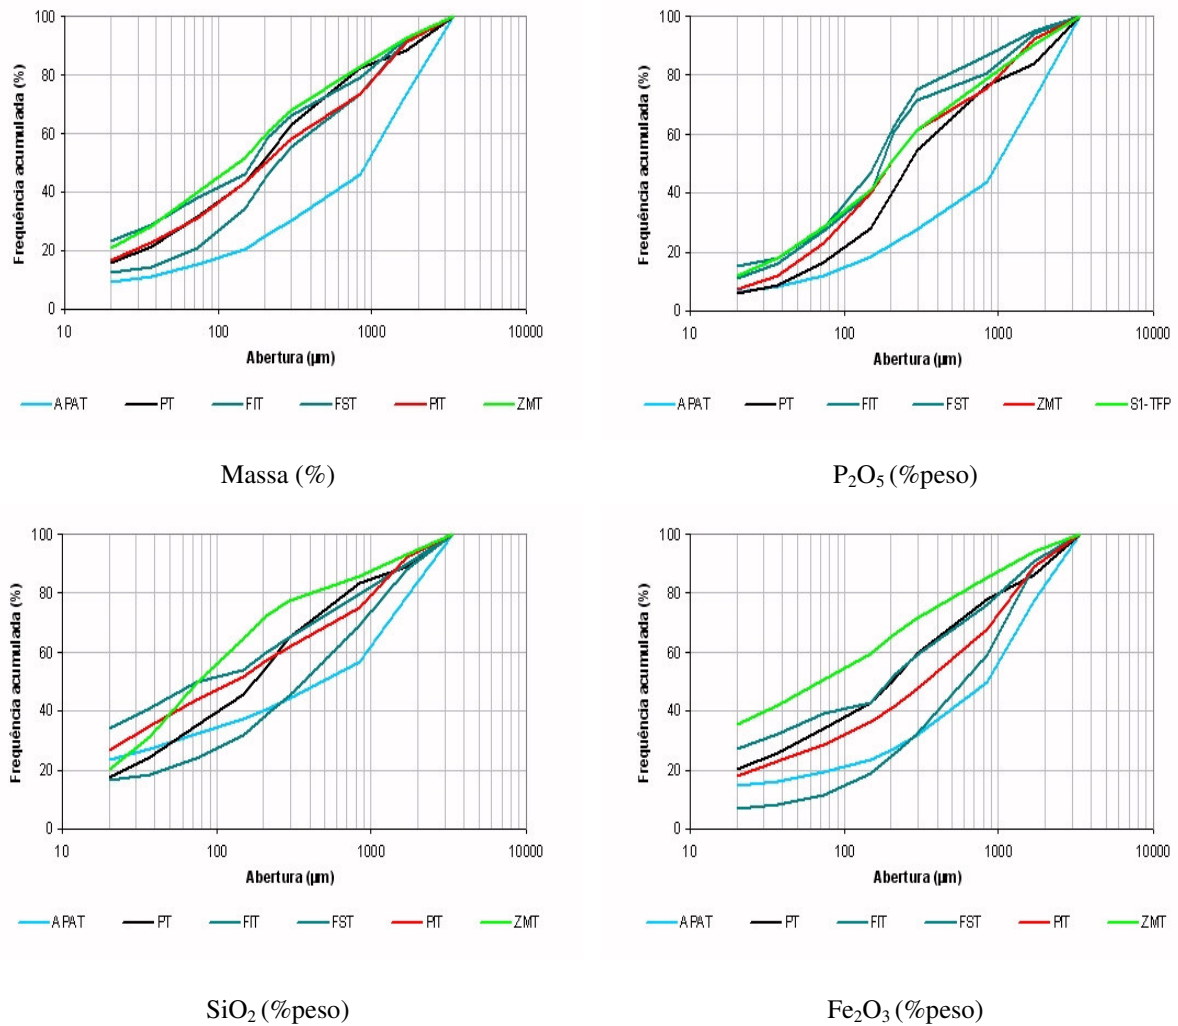 100
80
60
40
20
0
10 100 1000 10000
Frequência acumulada (%)
Abertura (µm)
APAT PT FIT FST PIT ZMT
Massa (%)
100
80
60
40
20
0
10 100 1000 10000
Frequência acumulada (%)
Abertura (µm)
APAT PT FIT FST ZMT S1-TFP
P₂O₅ (%peso)
100
80
60
40
20
0
10 100 1000 10000
Frequência acumulada (%)
Abertura (µm)
APAT PT FIT FST PIT ZMT
SiO₂ (%peso)
100
80
60
40
20
0
10 100 1000 10000
Frequência acumulada (%)
Abertura (µm)
APAT PT FIT FST PIT ZMT
Fe₂O₃ (%peso)